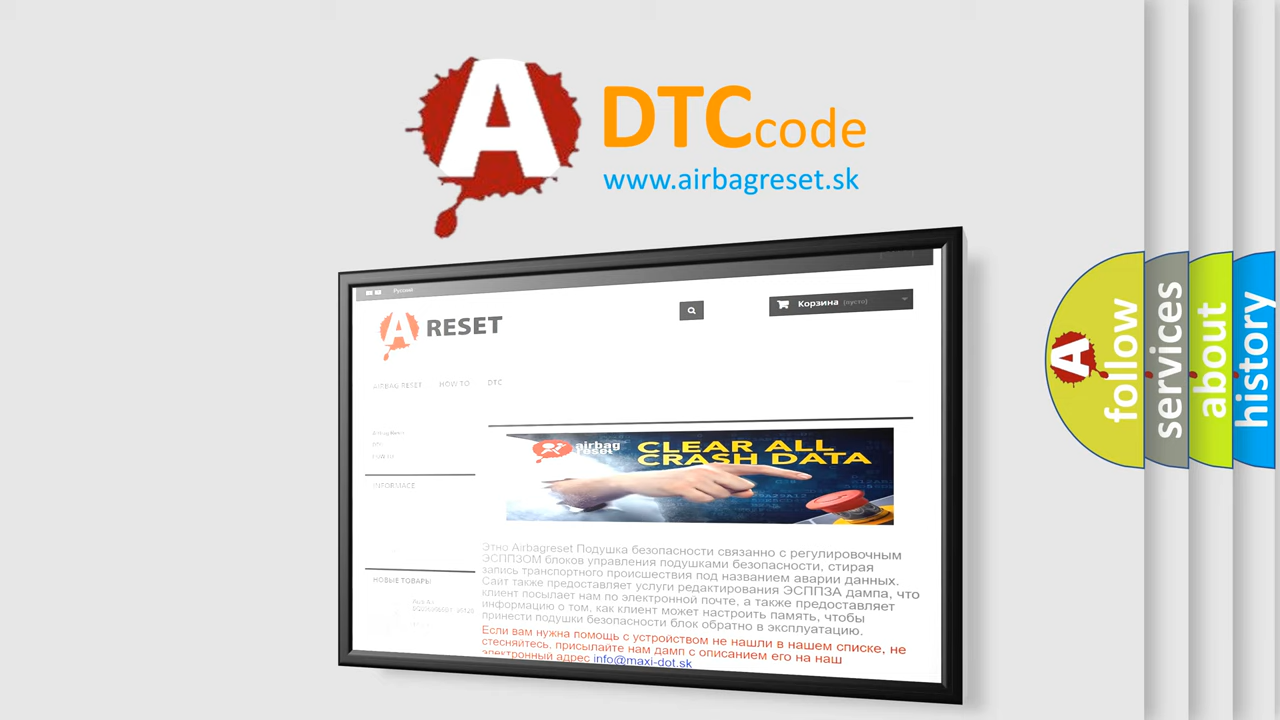 A
DTCcode
www.airbagreset.sk
Русский
Корзина (пусто)
A RESET
AIRBAG RESET HOW TO DTC
INFORMACE
НОВЫЕ ТОВАРЫ
airbag
reset
CLEAR ALL
CRASH DATA
Этно Airbagreset Подушка безопасности связанно с регулировочным
ЭСППЗОМ блоков управления подушками безопасности, стирая
запись транспортного происшествия под названием аварии данных.
Сайт также предоставляет услуги редактирования ЭСППЗА дампа, что
клиент посылает нам по электронной почте, а также предоставляет
информацию о том, как клиент может настроить память, чтобы
принести подушки безопасности блок обратно в эксплуатацию.
Если вам нужна помощь с устройством не нашли в нашем списке, не
стесняйтесь, присылайте нам дамп с описанием его на наш
электронный адрес info@maxi-dot.sk
A
follow
services
about
history